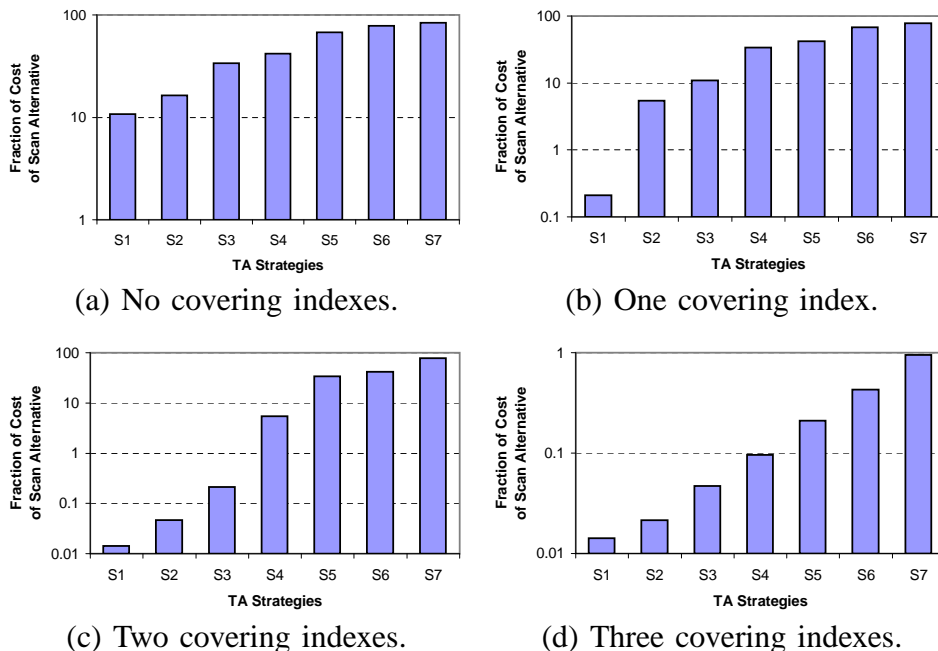 Fraction of Cost
of Scan Alternative
100
10
1
S1 S2 S3 S4 S5 S6 S7
TA Strategies
(a) No covering indexes.
Fraction of Cost
of Scan Alternative
100
10
1
0.1
S1 S2 S3 S4 S5 S6 S7
TA Strategies
(b) One covering index.
Fraction of Cost
of Scan Alternative
100
10
1
0.1
0.01
S1 S2 S3 S4 S5 S6 S7
TA Strategies
(c) Two covering indexes.
Fraction of Cost
of Scan Alternative
1
0.1
0.01
S1 S2 S3 S4 S5 S6 S7
TA Strategies
(d) Three covering indexes.